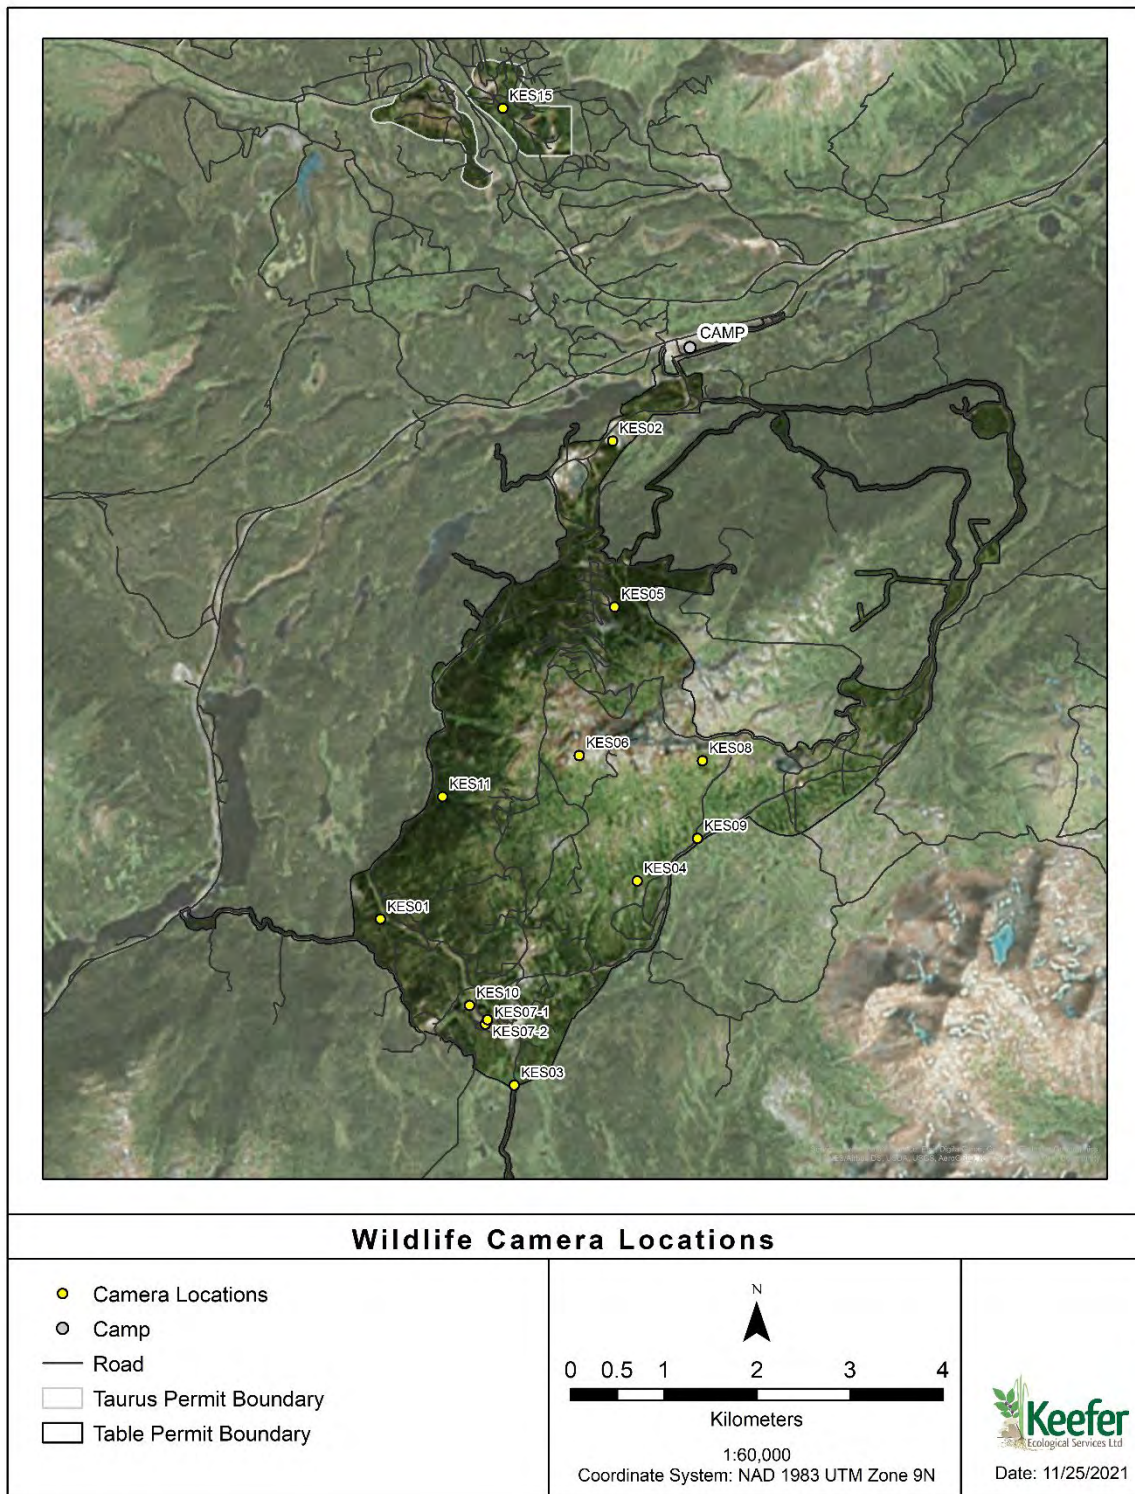 KES15
CAMP
KES02
KES05
KES06
KES08
KES11
KES09
KES04
KES01
KES10
KES07-1
KES07-2
KES03
Wildlife Camera Locations
Camera Locations
Camp
Road
Taurus Permit Boundary
Table Permit Boundary
N
0 0.5 1 2 3 4
Kilometers
1:60,000
Coordinate System: NAD 1983 UTM Zone 9N
Keefer
Ecological Services Ltd
Date: 11/25/2021